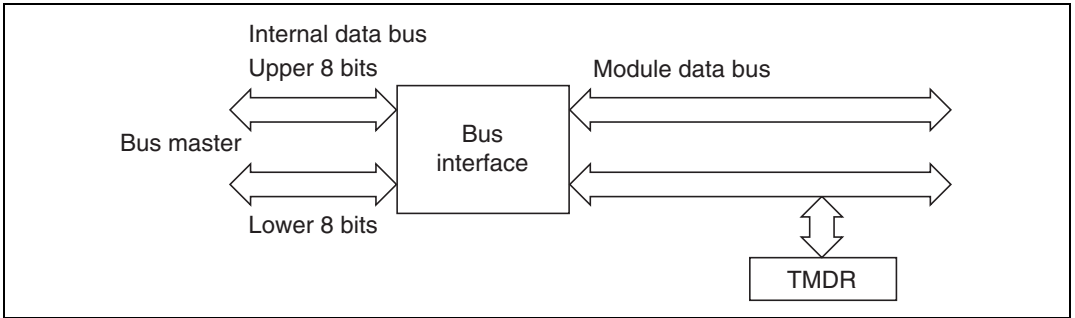 Internal data bus
Upper 8 bits
Module data bus
Bus master
Bus
interface
Lower 8 bits
TMDR